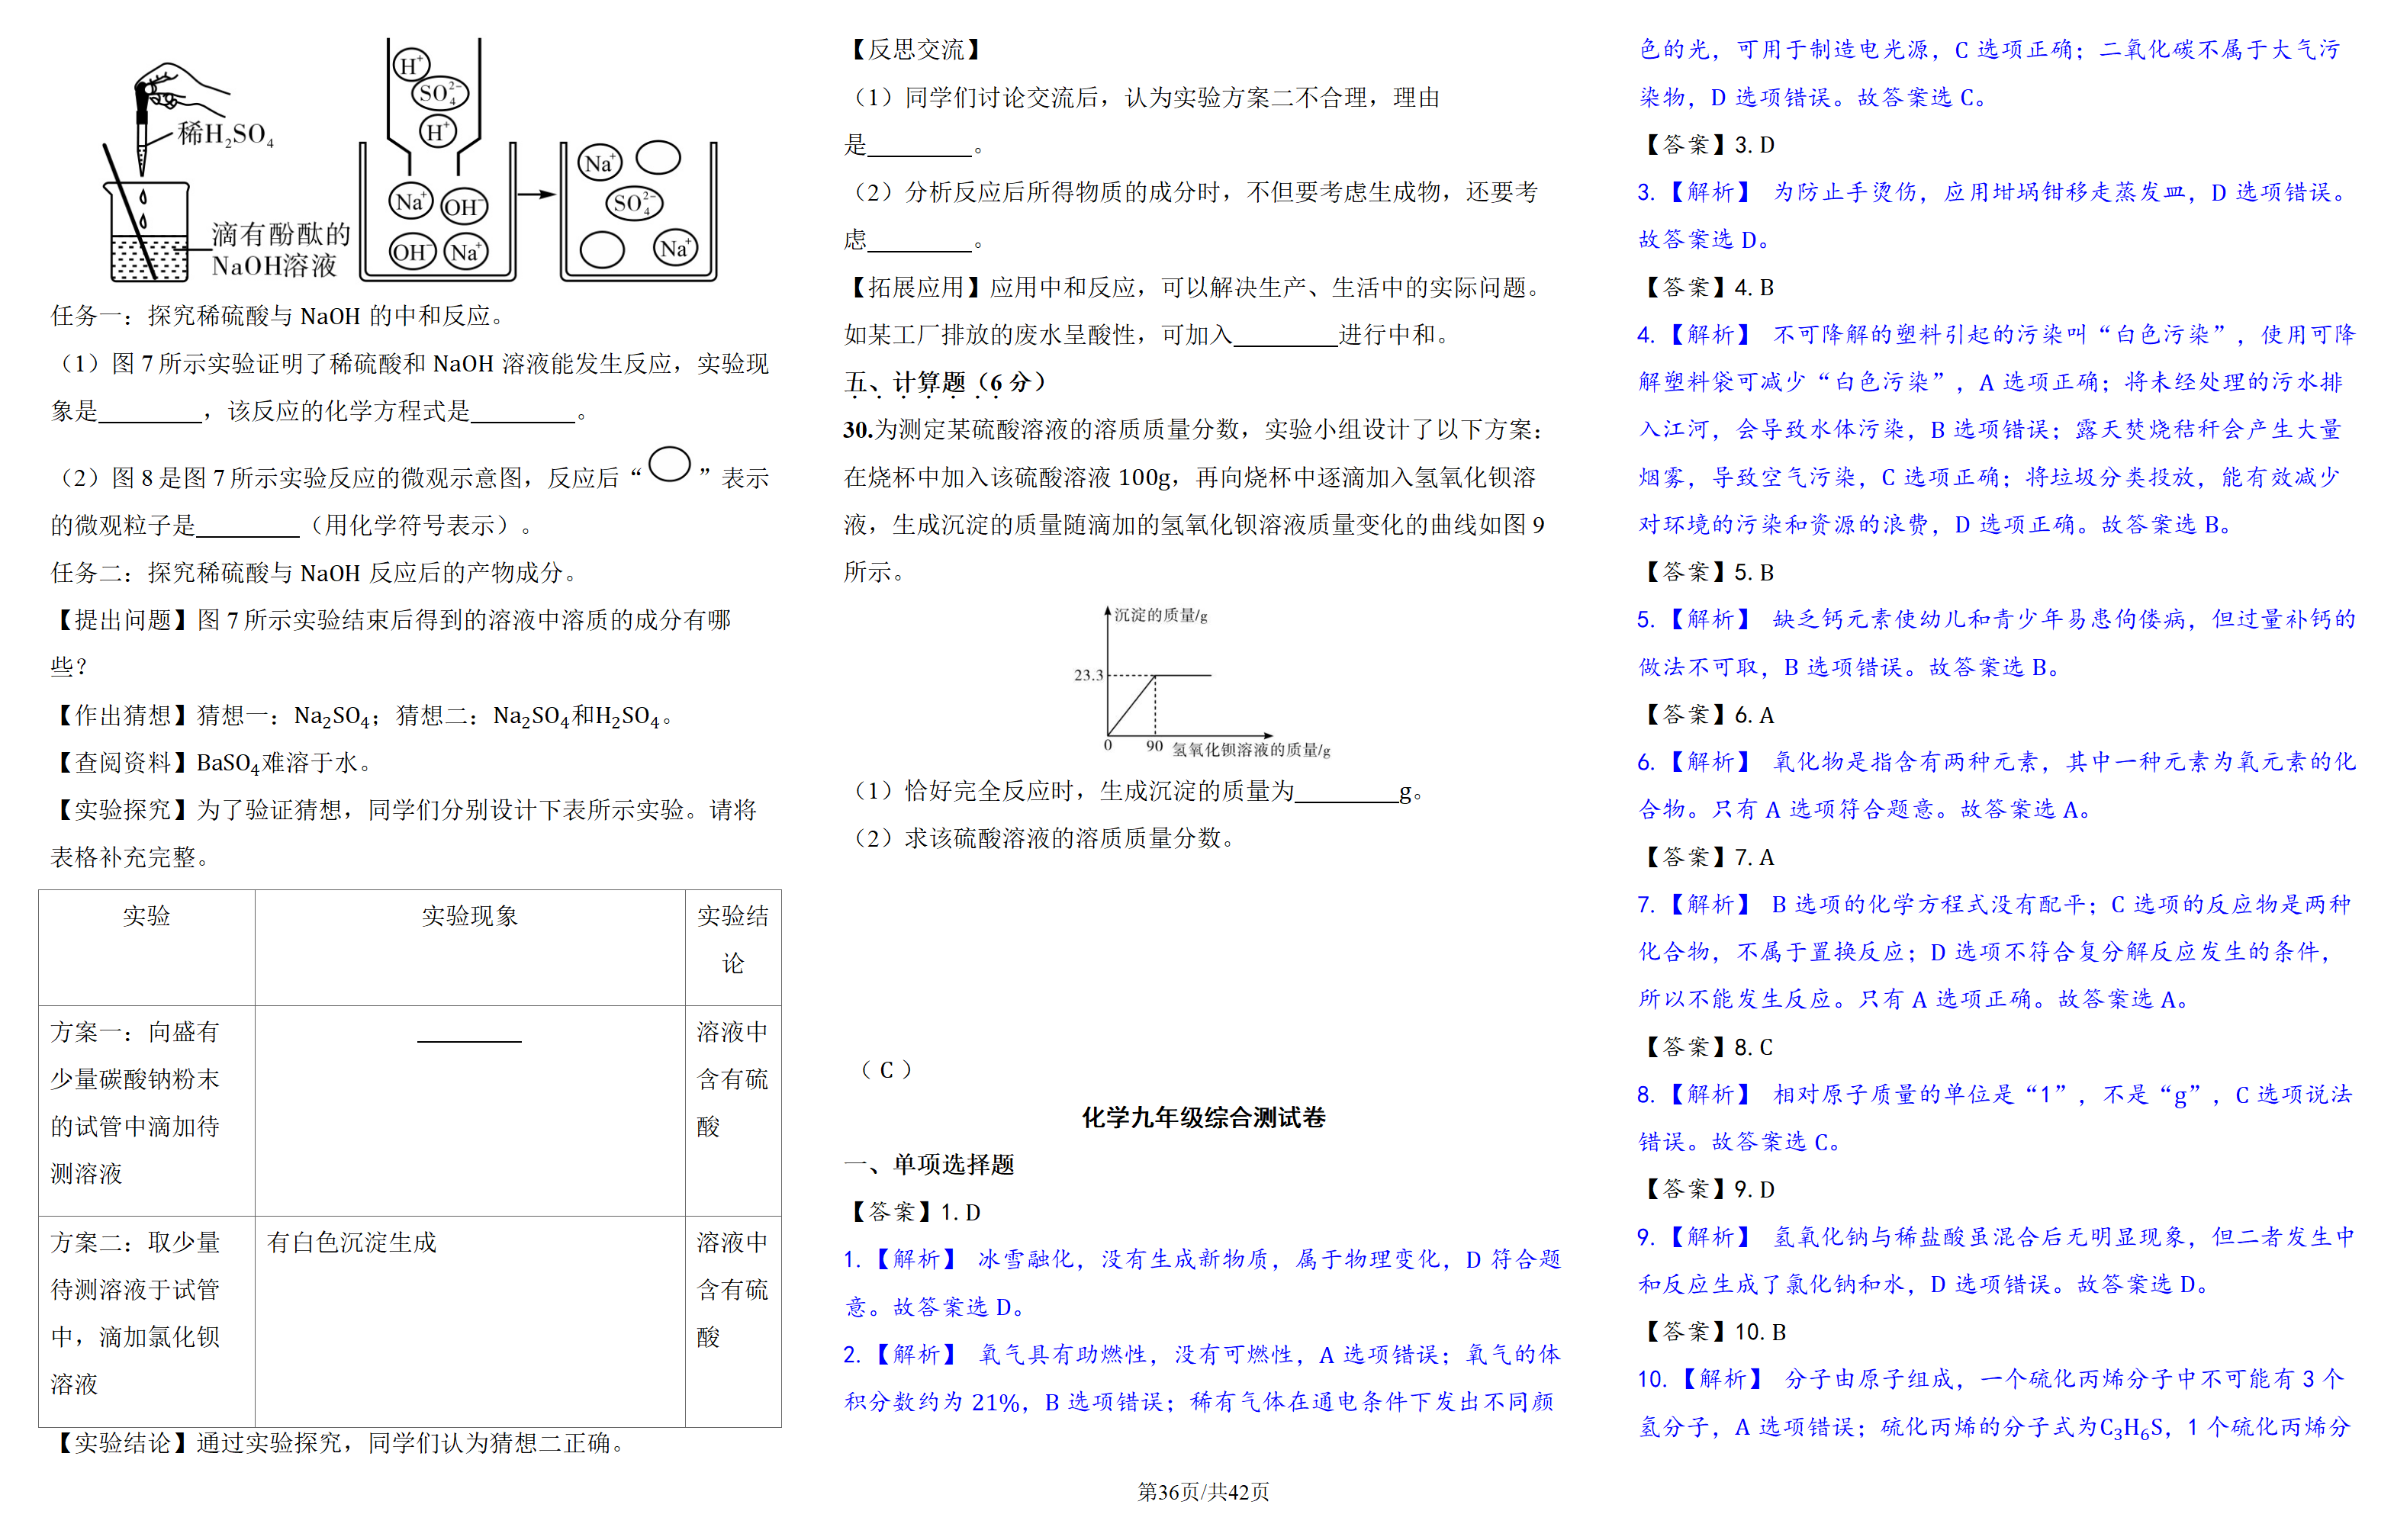 稀H₂SO₄
滴有酚酞的
NaOH溶液
H⁺
SO₄²⁻
H⁺
Na⁺
OH⁻
OH⁻
Na⁺
Na⁺
SO₄²⁻
Na⁺
任务一：探究稀硫酸与 NaOH 的中和反应。
（1）图 7 所示实验证明了稀硫酸和 NaOH 溶液能发生反应，实验现
象是________，该反应的化学方程式是________。
（2）图 8 是图 7 所示实验反应的微观示意图，反应后“○”表示
的微观粒子是________（用化学符号表示）。
任务二：探究稀硫酸与 NaOH 反应后的产物成分。
【提出问题】图 7 所示实验结束后得到的溶液中溶质的成分有哪
些？
【作出猜想】猜想一：Na₂SO₄；猜想二：Na₂SO₄和H₂SO₄。
【查阅资料】BaSO₄难溶于水。
【实验探究】为了验证猜想，同学们分别设计下表所示实验。请将
表格补充完整。
实验
实验现象
实验结
论
方案一：向盛有
少量碳酸钠粉末
的试管中滴加待
测溶液
________
溶液中
含有硫
酸
方案二：取少量
待测溶液于试管
中，滴加氯化钡
溶液
有白色沉淀生成
溶液中
含有硫
酸
【实验结论】通过实验探究，同学们认为猜想二正确。
【反思交流】
（1）同学们讨论交流后，认为实验方案二不合理，理由
是________。
（2）分析反应后所得物质的成分时，不但要考虑生成物，还要考
虑________。
【拓展应用】应用中和反应，可以解决生产、生活中的实际问题。
如某工厂排放的废水呈酸性，可加入________进行中和。
五、计算题（6 分）
30.为测定某硫酸溶液的溶质质量分数，实验小组设计了以下方案：
在烧杯中加入该硫酸溶液 100g，再向烧杯中逐滴加入氢氧化钡溶
液，生成沉淀的质量随滴加的氢氧化钡溶液质量变化的曲线如图 9
所示。
沉淀的质量/g
23.3
0
90
氢氧化钡溶液的质量/g
（1）恰好完全反应时，生成沉淀的质量为________g。
（2）求该硫酸溶液的溶质质量分数。
（ C ）
化学九年级综合测试卷
一、单项选择题
【答案】1. D
1. 【解析】 冰雪融化，没有生成新物质，属于物理变化，D 符合题
意。故答案选 D。
2. 【解析】 氧气具有助燃性，没有可燃性，A 选项错误；氧气的体
积分数约为 21%，B 选项错误；稀有气体在通电条件下发出不同颜
色的光，可用于制造电光源，C 选项正确；二氧化碳不属于大气污
染物，D 选项错误。故答案选 C。
【答案】3. D
3. 【解析】 为防止手烫伤，应用坩埚钳移走蒸发皿，D 选项错误。
故答案选 D。
【答案】4. B
4. 【解析】 不可降解的塑料引起的污染叫“白色污染”，使用可降
解塑料袋可减少“白色污染”，A 选项正确；将未经处理的污水排
入江河，会导致水体污染，B 选项错误；露天焚烧秸秆会产生大量
烟雾，导致空气污染，C 选项正确；将垃圾分类投放，能有效减少
对环境的污染和资源的浪费，D 选项正确。故答案选 B。
【答案】5. B
5. 【解析】 缺乏钙元素使幼儿和青少年易患佝偻病，但过量补钙的
做法不可取，B 选项错误。故答案选 B。
【答案】6. A
6. 【解析】 氧化物是指含有两种元素，其中一种元素为氧元素的化
合物。只有 A 选项符合题意。故答案选 A。
【答案】7. A
7. 【解析】 B 选项的化学方程式没有配平；C 选项的反应物是两种
化合物，不属于置换反应；D 选项不符合复分解反应发生的条件，
所以不能发生反应。只有 A 选项正确。故答案选 A。
【答案】8. C
8. 【解析】 相对原子质量的单位是“1”，不是“g”，C 选项说法
错误。故答案选 C。
【答案】9. D
9. 【解析】 氢氧化钠与稀盐酸虽混合后无明显现象，但二者发生中
和反应生成了氯化钠和水，D 选项错误。故答案选 D。
【答案】10. B
10. 【解析】 分子由原子组成，一个硫化丙烯分子中不可能有 3 个
氢分子，A 选项错误；硫化丙烯的分子式为C₃H₆S，1 个硫化丙烯分
第36页/共42页